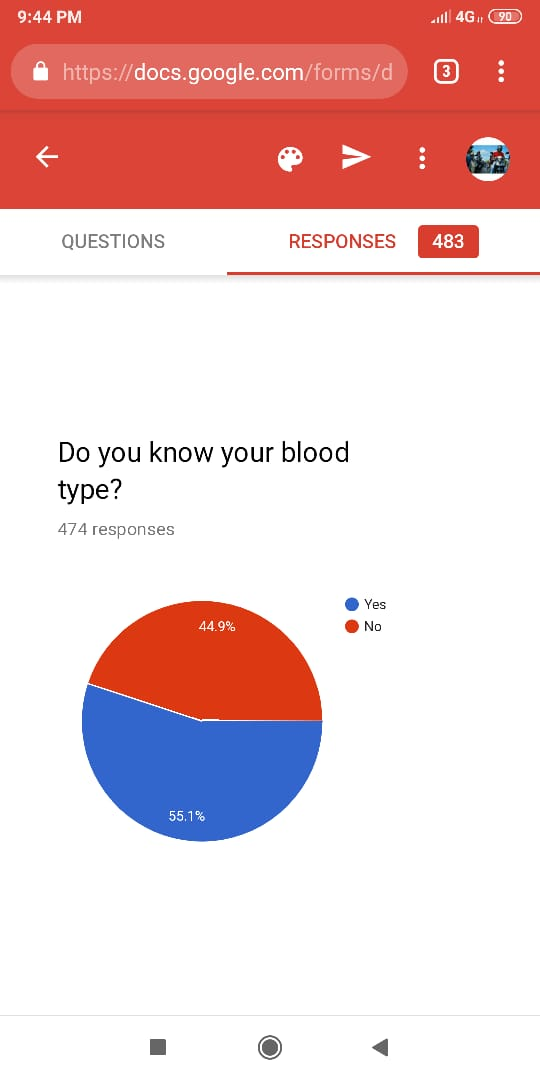 9:44 PM 4G 90
https://docs.google.com/forms/d 3
QUESTIONS RESPONSES 483
Do you know your blood
type?
474 responses
Yes
No
44.9%
55.1%